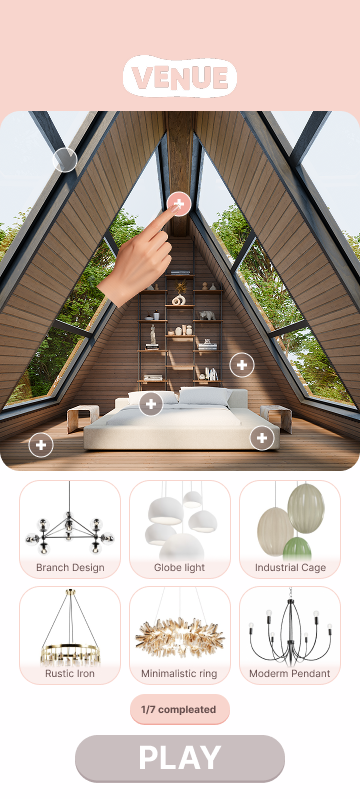 VENUE
Branch Design
Globe light
Industrial Cage
Rustic Iron
Minimalistic ring
Moderm Pendant
1/7 compleated
PLAY